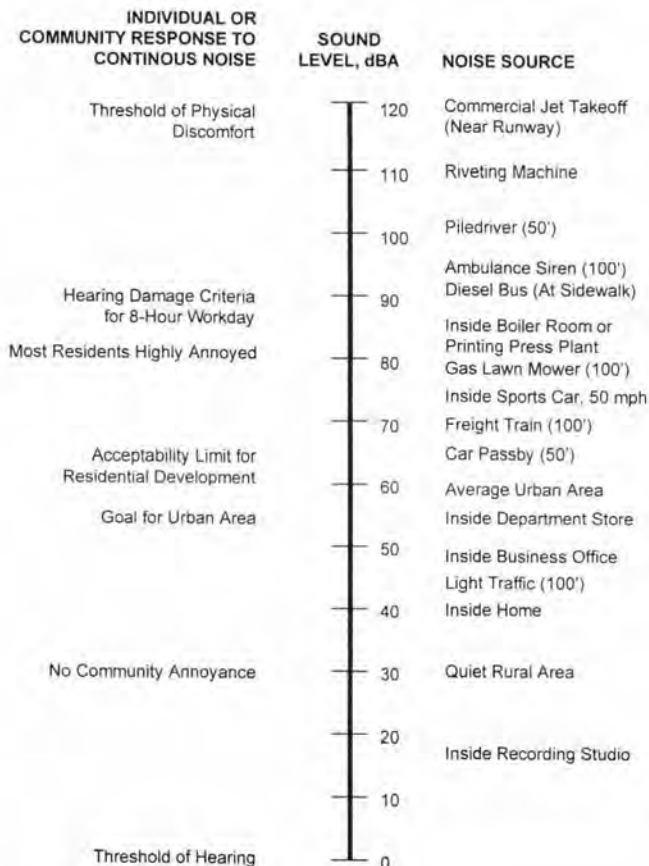 INDIVIDUAL OR
COMMUNITY RESPONSE TO
CONTINOUS NOISE
SOUND
LEVEL, dBA
NOISE SOURCE
Threshold of Physical
Discomfort
120
Commercial Jet Takeoff
(Near Runway)
110
Riveting Machine
100
Piledriver (50')
Ambulance Siren (100')
Hearing Damage Criteria
for 8-Hour Workday
90
Diesel Bus (At Sidewalk)
Inside Boiler Room or
Printing Press Plant
Most Residents Highly Annoyed
80
Gas Lawn Mower (100')
Inside Sports Car, 50 mph
70
Freight Train (100')
Acceptability Limit for
Residential Development
Car Passby (50')
60
Average Urban Area
Goal for Urban Area
Inside Department Store
50
Inside Business Office
Light Traffic (100')
40
Inside Home
No Community Annoyance
30
Quiet Rural Area
20
Inside Recording Studio
10
Threshold of Hearing
0